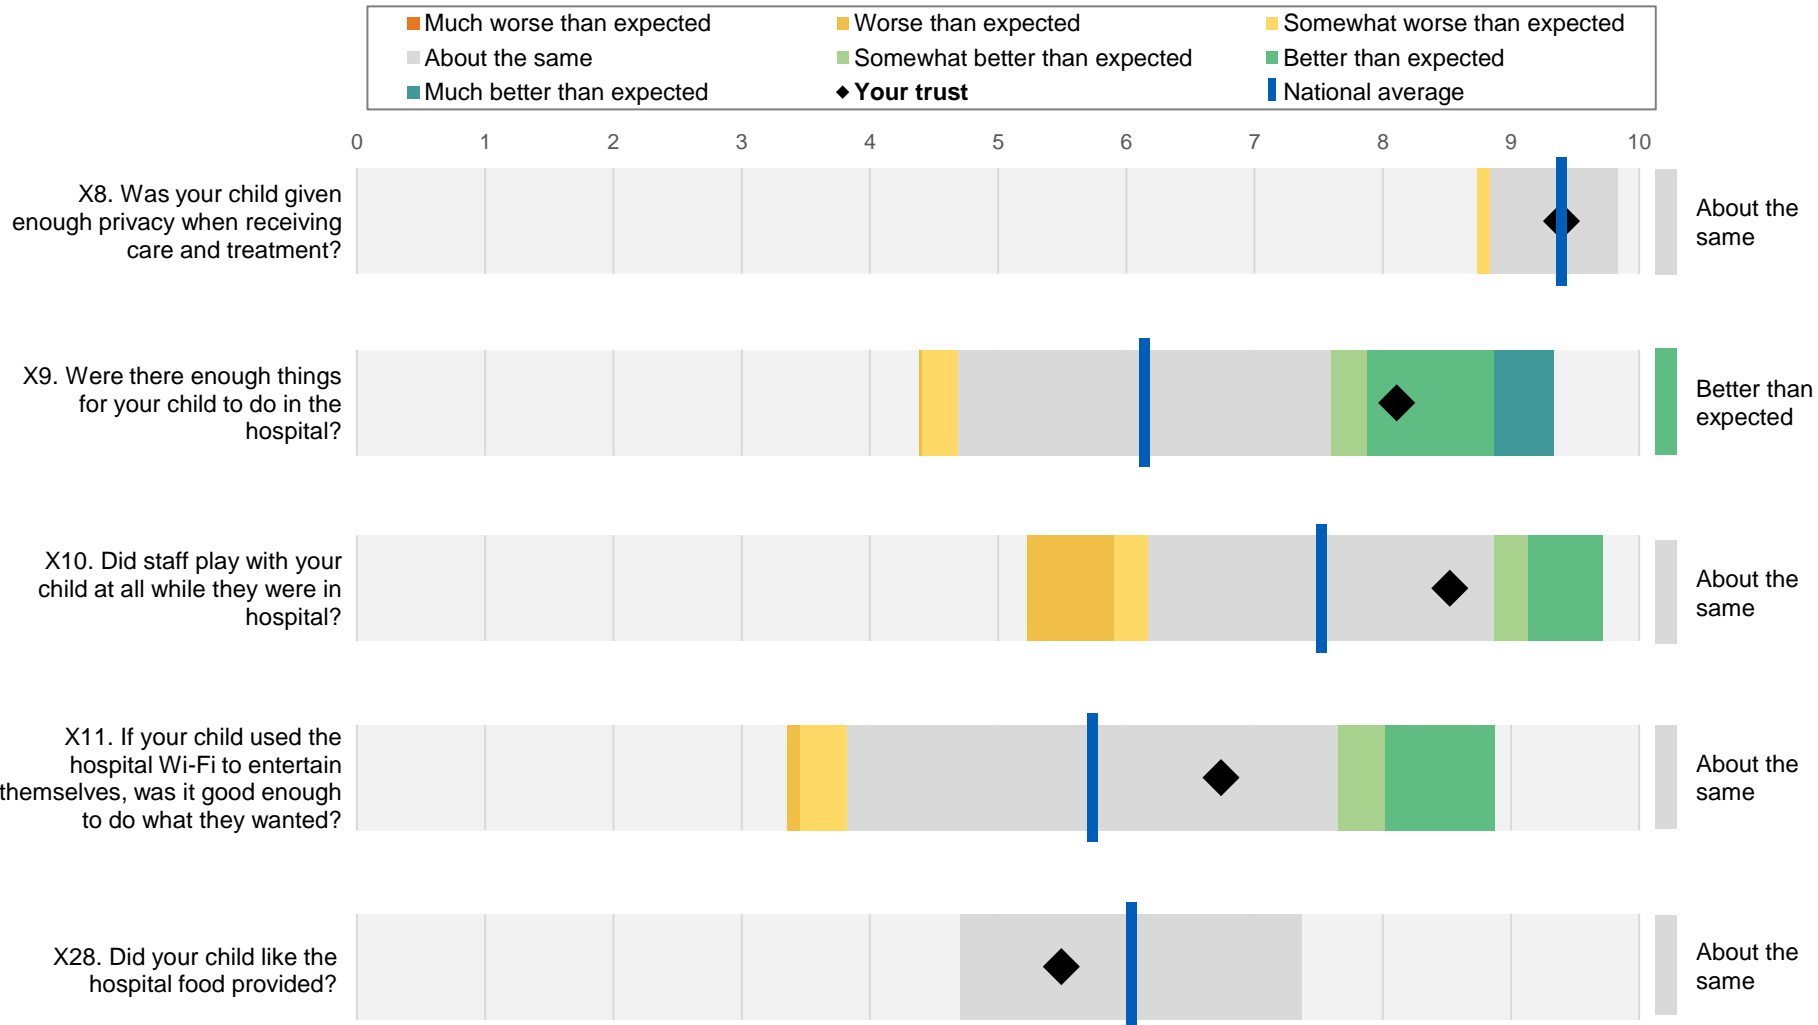 Much worse than expected
Worse than expected
Somewhat worse than expected
About the same
Somewhat better than expected
Better than expected
Much better than expected
Your trust
National average
0 1 2 3 4 5 6 7 8 9 10
X8. Was your child given
enough privacy when receiving
care and treatment?
About the
same
X9. Were there enough things
for your child to do in the
hospital?
Better than
expected
X10. Did staff play with your
child at all while they were in
hospital?
About the
same
X11. If your child used the
hospital Wi-Fi to entertain
themselves, was it good enough
to do what they wanted?
About the
same
X28. Did your child like the
hospital food provided?
About the
same